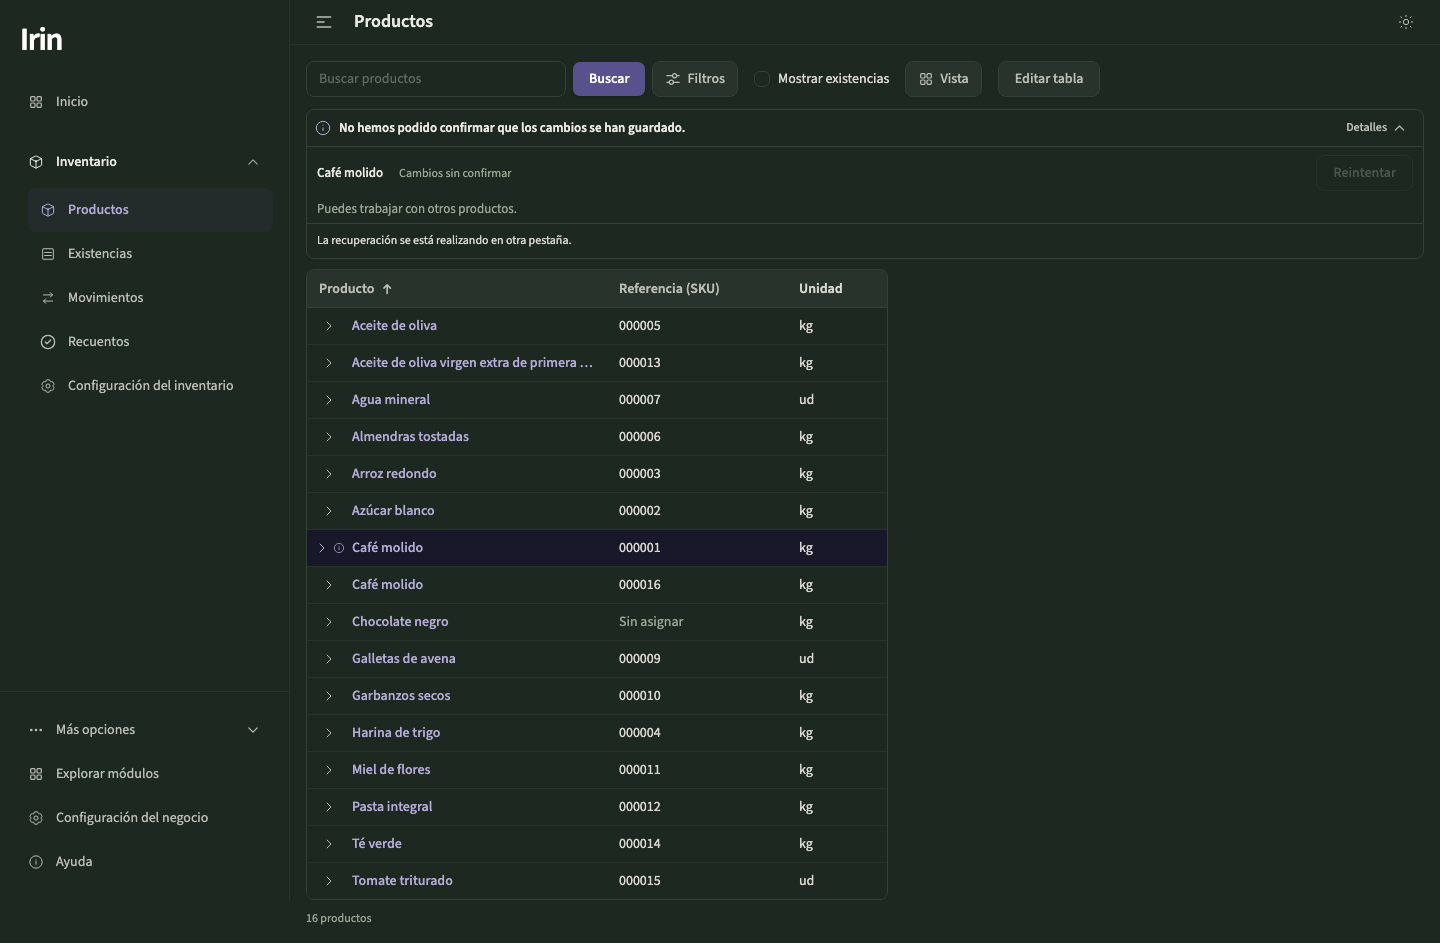 Irin
Productos
Inicio
Inventario
Productos
Existencias
Movimientos
Recuentos
Configuración del inventario
Más opciones
Explorar módulos
Configuración del negocio
Ayuda
Buscar productos Buscar Filtros Mostrar existencias Vista Editar tabla
No hemos podido confirmar que los cambios se han guardado. Detalles
Café molido Cambios sin confirmar Reintentar
Puedes trabajar con otros productos.
La recuperación se está realizando en otra pestaña.
Producto Referencia (SKU) Unidad
Aceite de oliva 000005 kg
Aceite de oliva virgen extra de primera ... 000013 kg
Agua mineral 000007 ud
Almendras tostadas 000006 kg
Arroz redondo 000003 kg
Azúcar blanco 000002 kg
Café molido 000001 kg
Café molido 000016 kg
Chocolate negro Sin asignar kg
Galletas de avena 000009 ud
Garbanzos secos 000010 kg
Harina de trigo 000004 kg
Miel de flores 000011 kg
Pasta integral 000012 kg
Té verde 000014 kg
Tomate triturado 000015 ud
16 productos